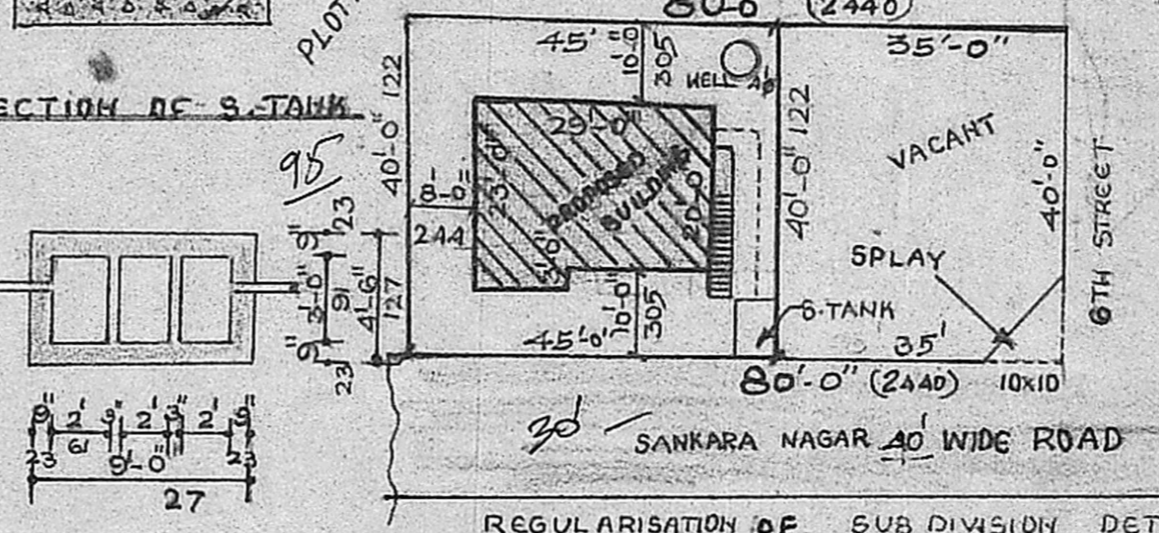 80-0 (2440)
PLOT
ECTION OF S.TANK
95
45'=0
10'-0
305
WELL
35'-0"
122
40'-0"
29'-0"
23'-0"
8'-0"
244
PROPOSED
BUILDING
20'-0"
3'-0"
122
40'-0"
VACANT
40'-0"
6TH STREET
SPLAY
S.TANK
23
9"
3'-0"
91
4'-6"
127
9"
23
45'-0"
10'-0"
305
35'
80'-0" (2440)
10x10
9" 2' 3" 2' 3" 2' 9"
23 61 9'-0" 23
27
30'
SANKARA NAGAR 40' WIDE ROAD
REGULARISATION OF SUB DIVISION DET